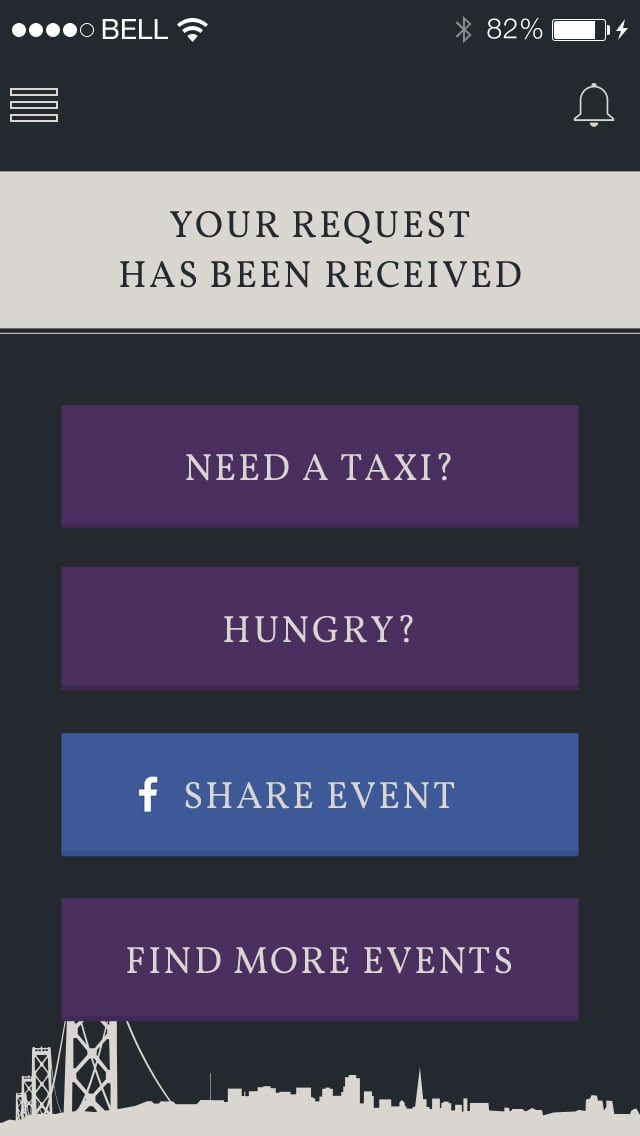 BELL 82%
YOUR REQUEST
HAS BEEN RECEIVED
NEED A TAXI?
HUNGRY?
f SHARE EVENT
FIND MORE EVENTS